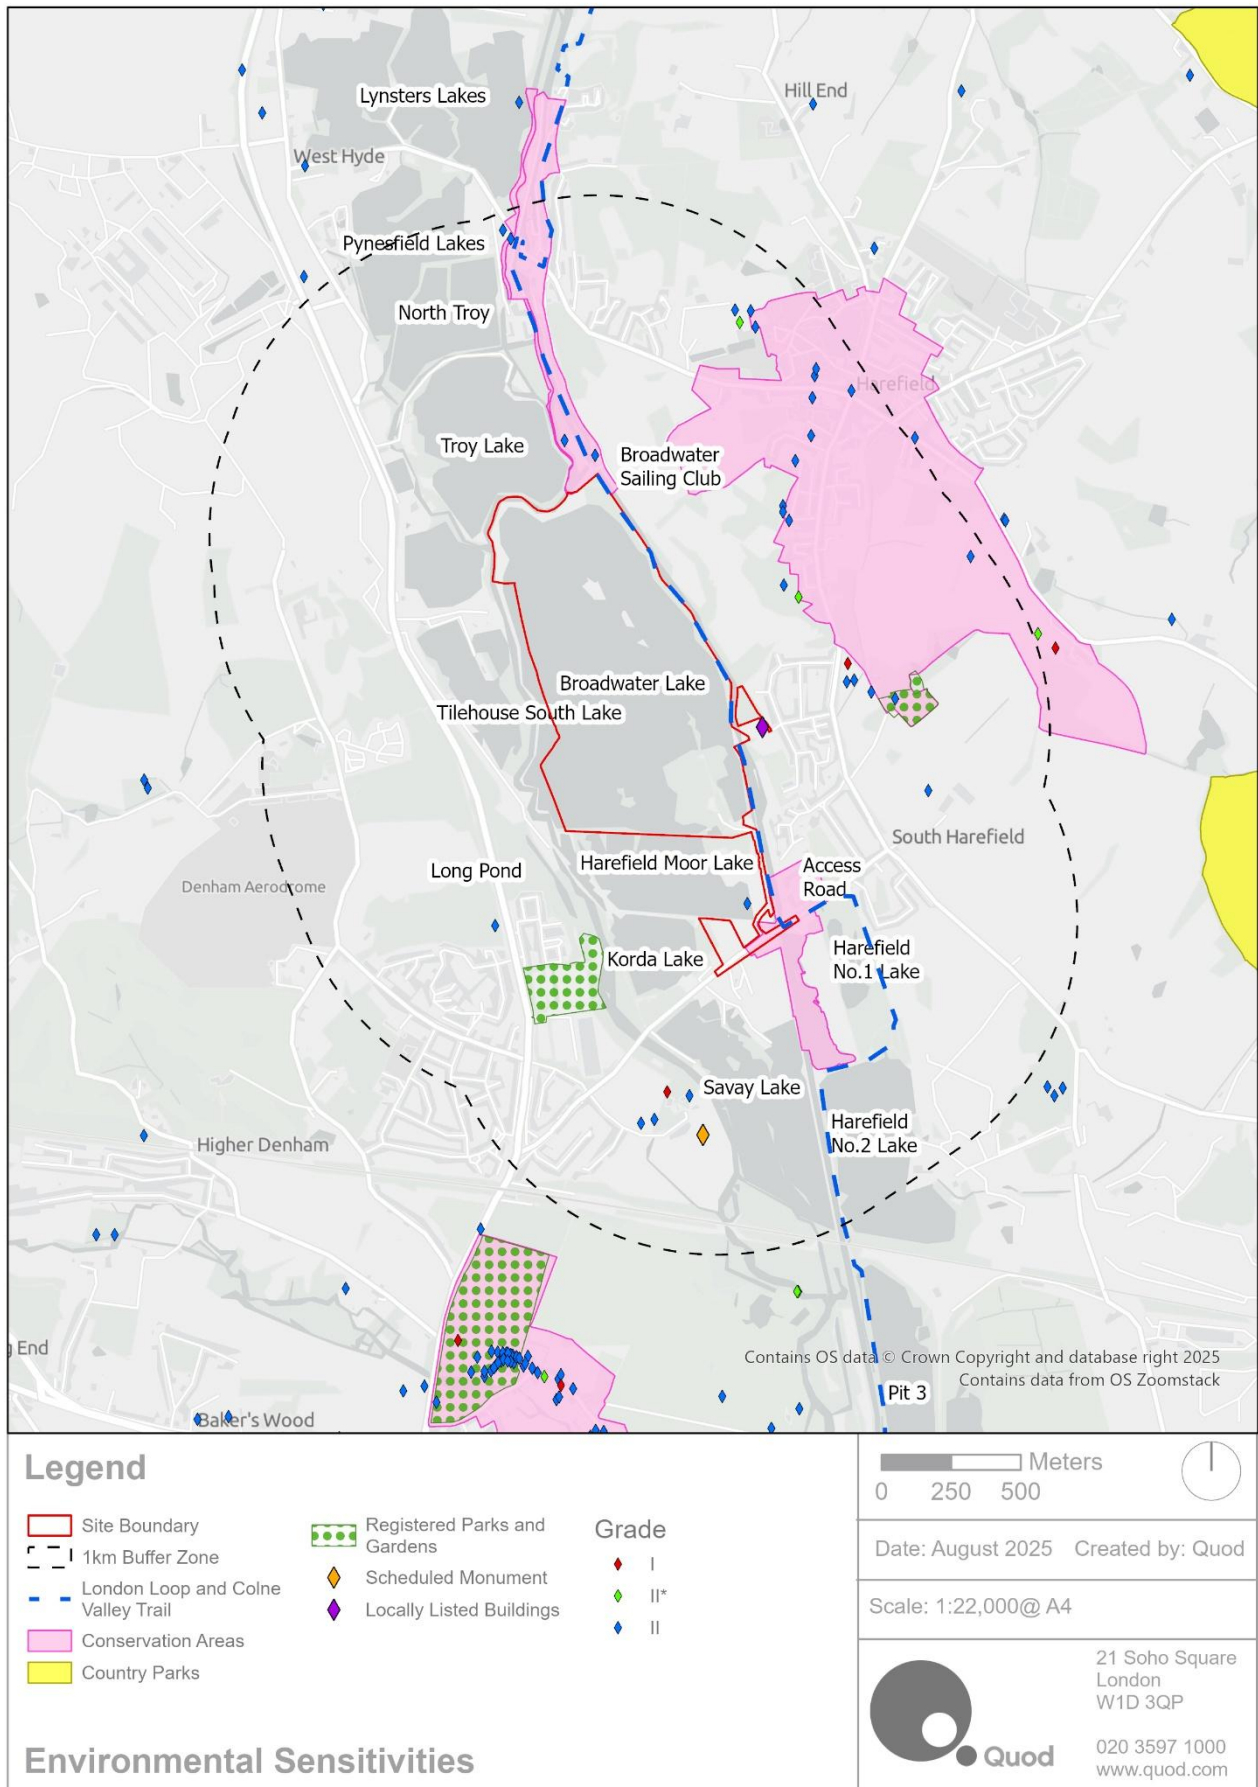 Lynsters Lakes
Hill End
West Hyde
Pynesfield Lakes
North Troy
Harefield
Troy Lake
Broadwater
Sailing Club
Broadwater Lake
Tilehouse South Lake
South Harefield
Harefield Moor Lake
Access
Road
Long Pond
Denham Aerodrome
Korda Lake
Harefield
No.1 Lake
Savay Lake
Harefield
No.2 Lake
Higher Denham
End
Contains OS data © Crown Copyright and database right 2025
Contains data from OS Zoomstack
Pit 3
Baker's Wood
Legend
Site Boundary
1km Buffer Zone
London Loop and Colne
Valley Trail
Conservation Areas
Country Parks
Registered Parks and
Gardens
Scheduled Monument
Locally Listed Buildings
Grade
I
II*
II
Environmental Sensitivities
Meters
0 250 500
Date: August 2025 Created by: Quod
Scale: 1:22,000@ A4
21 Soho Square
London
W1D 3QP
020 3597 1000
www.quod.com
Quod